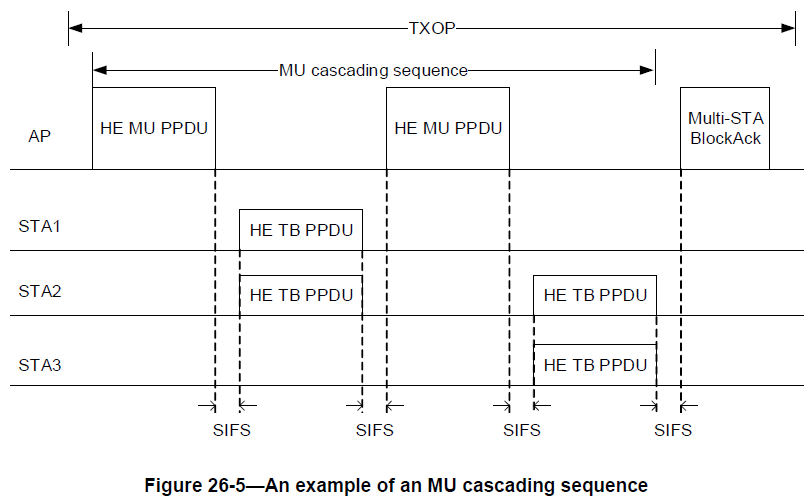 TXOP
MU cascading sequence
AP
HE MU PPDU
HE MU PPDU
Multi-STA
BlockAck
STA1
HE TB PPDU
STA2
HE TB PPDU
HE TB PPDU
STA3
HE TB PPDU
SIFS
SIFS
SIFS
SIFS
Figure 26-5—An example of an MU cascading sequence